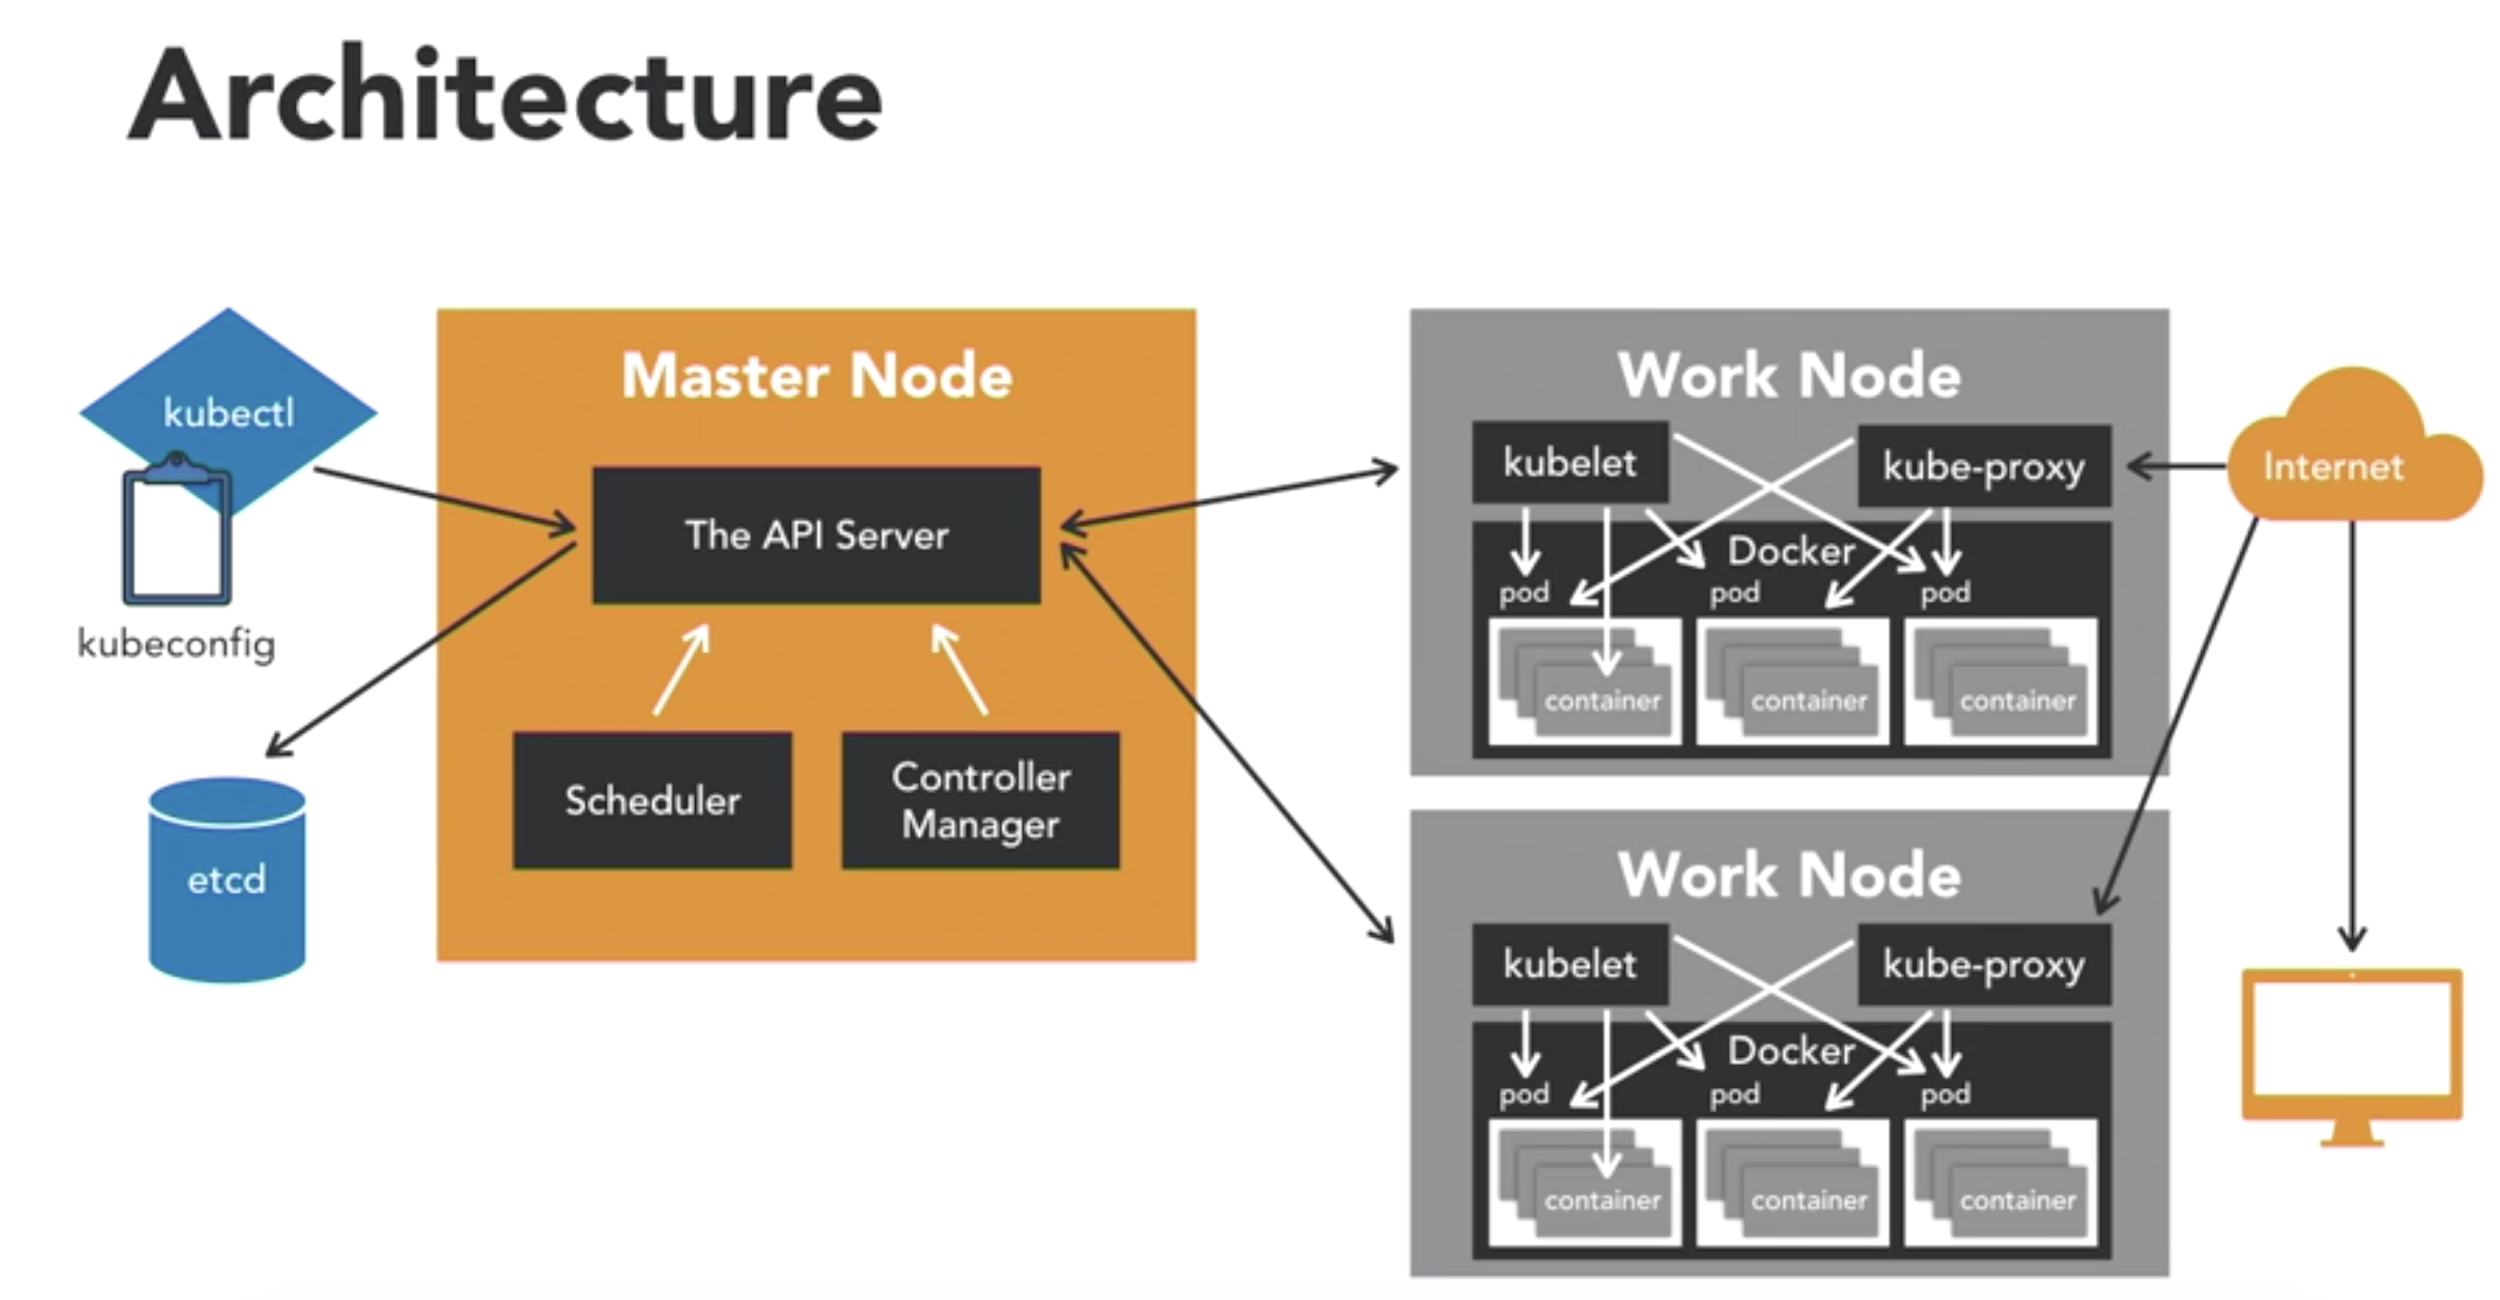 Architecture
kubectl
kubeconfig
etcd
Master Node
The API Server
Scheduler
Controller
Manager
Work Node
kubelet
kube-proxy
Docker
pod
pod
pod
container
container
container
Work Node
kubelet
kube-proxy
Docker
pod
pod
pod
container
container
container
Internet